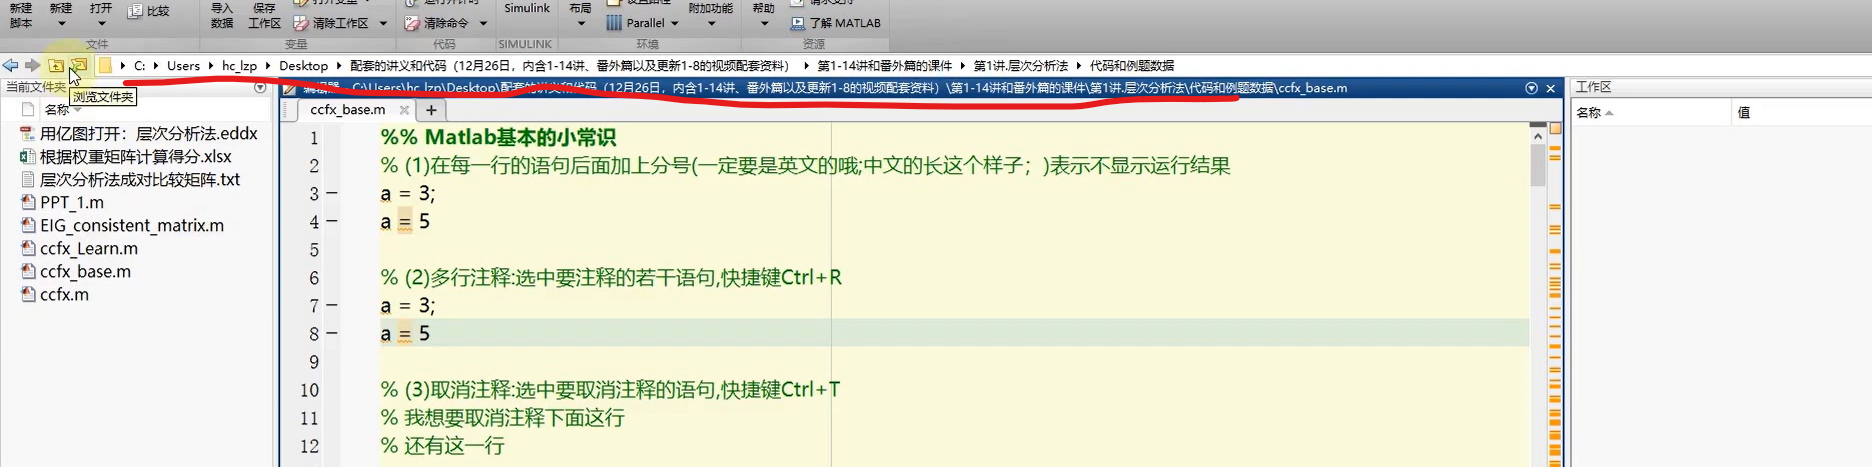 新建 新建 打开 比较 导入 保存 打开变量 运行并计时 Simulink 布局 设置路径 附加功能 帮助 请求支持
脚本 数据 工作区 清除工作区 清除命令 Parallel 了解 MATLAB
文件 变量 代码 SIMULINK 环境 资源
C: Users hc_lzp Desktop 配套的讲义和代码（12月26日，内含1-14讲、番外篇以及更新1-8的视频配套资料） 第1-14讲和番外篇的课件 第1讲.层次分析法 代码和例题数据
当前文件夹 编辑器 - C:\Users\hc_lzp\Desktop\配套的讲义和代码（12月26日，内含1-14讲、番外篇以及更新1-8的视频配套资料）\第1-14讲和番外篇的课件\第1讲.层次分析法\代码和例题数据\ccfx_base.m 工作区
浏览文件夹
名称 ccfx_base.m × + 名称 值
用亿图打开：层次分析法.eddx
根据权重矩阵计算得分.xlsx
层次分析法成对比较矩阵.txt
PPT_1.m
EIG_consistent_matrix.m
ccfx_Learn.m
ccfx_base.m
ccfx.m
1 %% Matlab基本的小常识
2 % (1)在每一行的语句后面加上分号(一定要是英文的哦;中文的长这个样子；)表示不显示运行结果
3 - a = 3;
4 - a = 5
5
6 % (2)多行注释:选中要注释的若干语句,快捷键Ctrl+R
7 - a = 3;
8 - a = 5
9
10 % (3)取消注释:选中要取消注释的语句,快捷键Ctrl+T
11 % 我想要取消注释下面这行
12 % 还有这一行